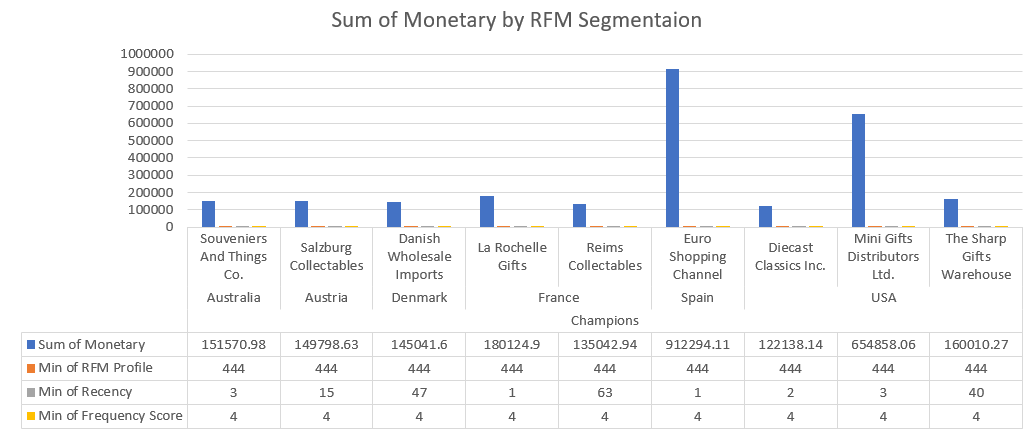 Sum of Monetary by RFM Segmentaion
1000000
900000
800000
700000
600000
500000
400000
300000
200000
100000
0
Souveniers And Things Co.
Salzburg Collectables
Danish Wholesale Imports
La Rochelle Gifts
Reims Collectables
Euro Shopping Channel
Diecast Classics Inc.
Mini Gifts Distributors Ltd.
The Sharp Gifts Warehouse
Australia Austria Denmark France Spain USA
Champions
Sum of Monetary 151570.98 149798.63 145041.6 180124.9 135042.94 912294.11 122138.14 654858.06 160010.27
Min of RFM Profile 444 444 444 444 444 444 444 444 444
Min of Recency 3 15 47 1 63 1 2 3 40
Min of Frequency Score 4 4 4 4 4 4 4 4 4